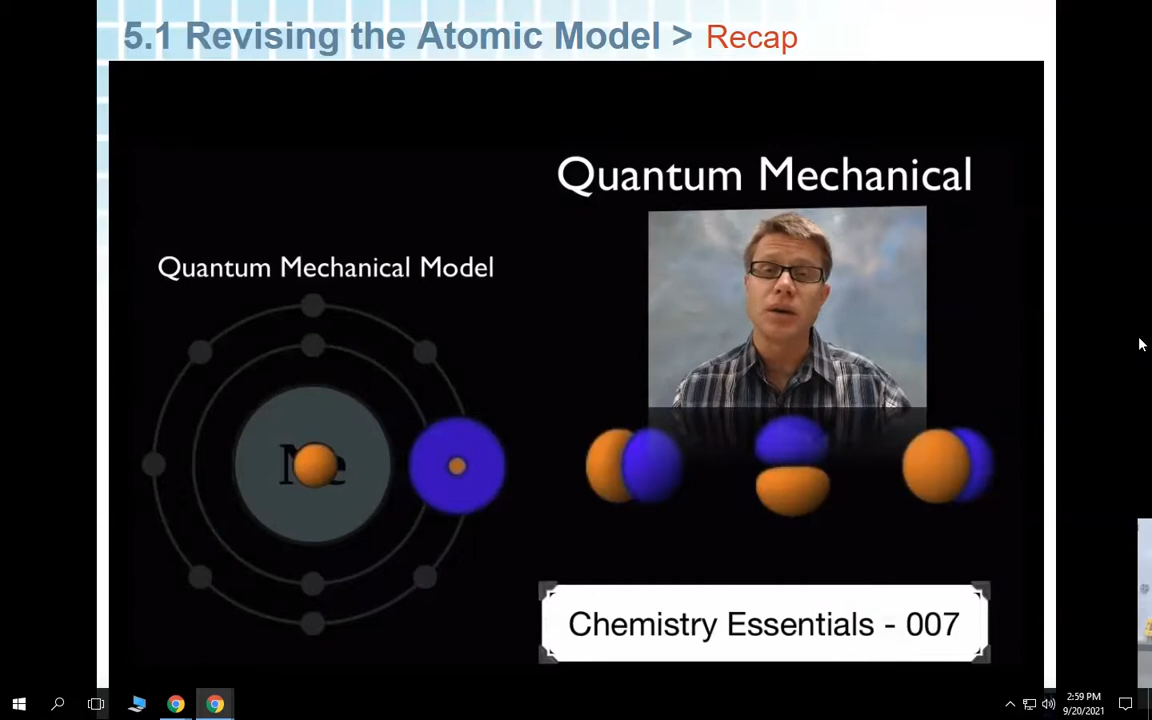 5.1 Revising the Atomic Model > Recap
Quantum Mechanical
Quantum Mechanical Model
Ne
Chemistry Essentials - 007
2:59 PM
9/20/2021